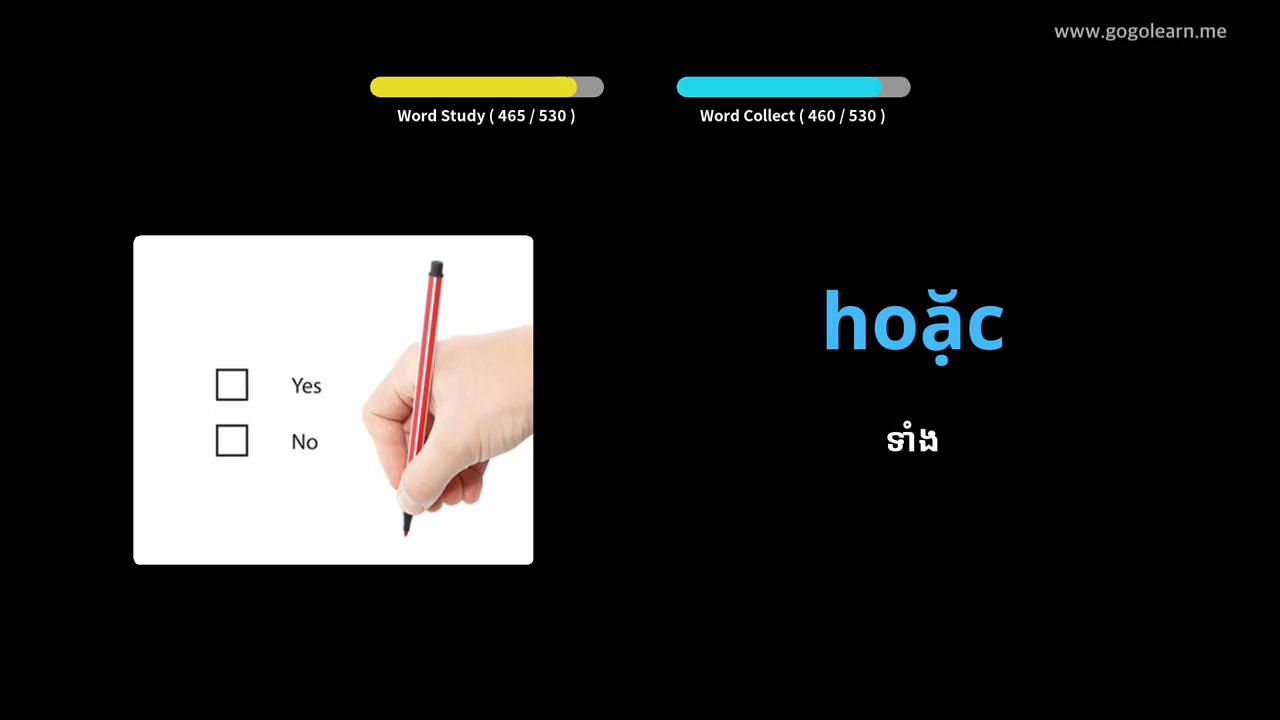 www.gogolearn.me
Word Study ( 465 / 530 )
Word Collect ( 460 / 530 )
Yes
No
hoặc
ទាំង